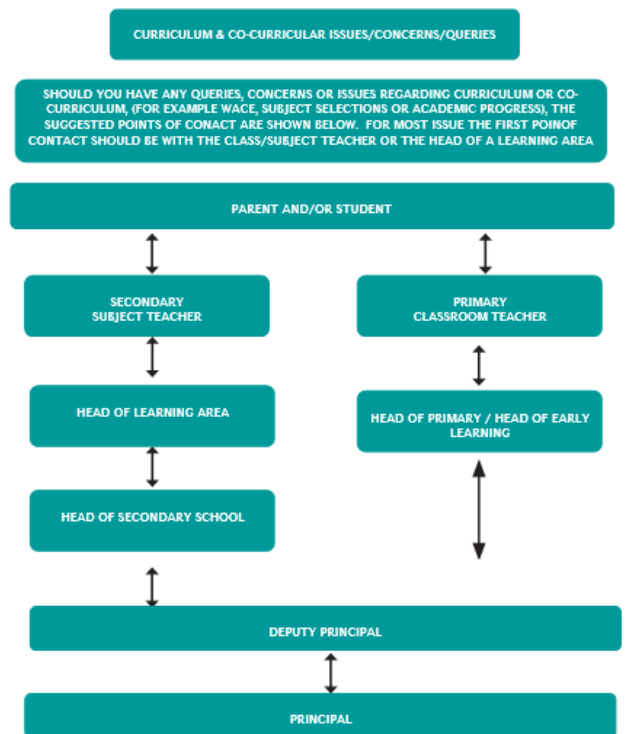 CURRICULUM & CO-CURRICULAR ISSUES/CONCERNS/QUERIES
SHOULD YOU HAVE ANY QUERIES, CONCERNS OR ISSUES REGARDING CURRICULUM OR CO-
CURRICULUM, (FOR EXAMPLE WACE, SUBJECT SELECTIONS OR ACADEMIC PROGRESS), THE
SUGGESTED POINTS OF CONACT ARE SHOWN BELOW. FOR MOST ISSUE THE FIRST POINOF
CONTACT SHOULD BE WITH THE CLASS/SUBJECT TEACHER OR THE HEAD OF A LEARNING AREA
PARENT AND/OR STUDENT
SECONDARY
SUBJECT TEACHER
PRIMARY
CLASSROOM TEACHER
HEAD OF LEARNING AREA
HEAD OF PRIMARY / HEAD OF EARLY
LEARNING
HEAD OF SECONDARY SCHOOL
DEPUTY PRINCIPAL
PRINCIPAL